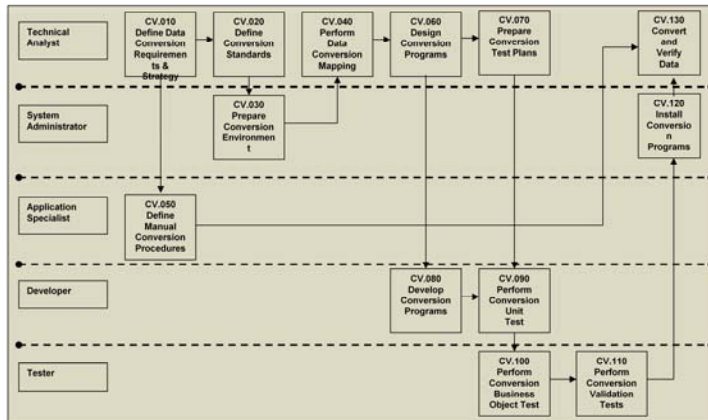 Technical
Analyst
CV.010
Define Data
Conversion
Requiremen
ts &
Strategy
CV.020
Define
Conversion
Standards
CV.040
Perform
Data
Conversion
Mapping
CV.060
Design
Conversion
Programs
CV.070
Prepare
Conversion
Test Plans
CV.130
Convert
and
Verify
Data
System
Administrator
CV.030
Prepare
Conversion
Environmen
t
CV.120
Install
Conversio
n
Programs
Application
Specialist
CV.050
Define
Manual
Conversion
Procedures
Developer
CV.080
Develop
Conversion
Programs
CV.090
Perform
Conversion
Unit
Test
Tester
CV.100
Perform
Conversion
Business
Object Test
CV.110
Perform
Conversion
Validation
Tests